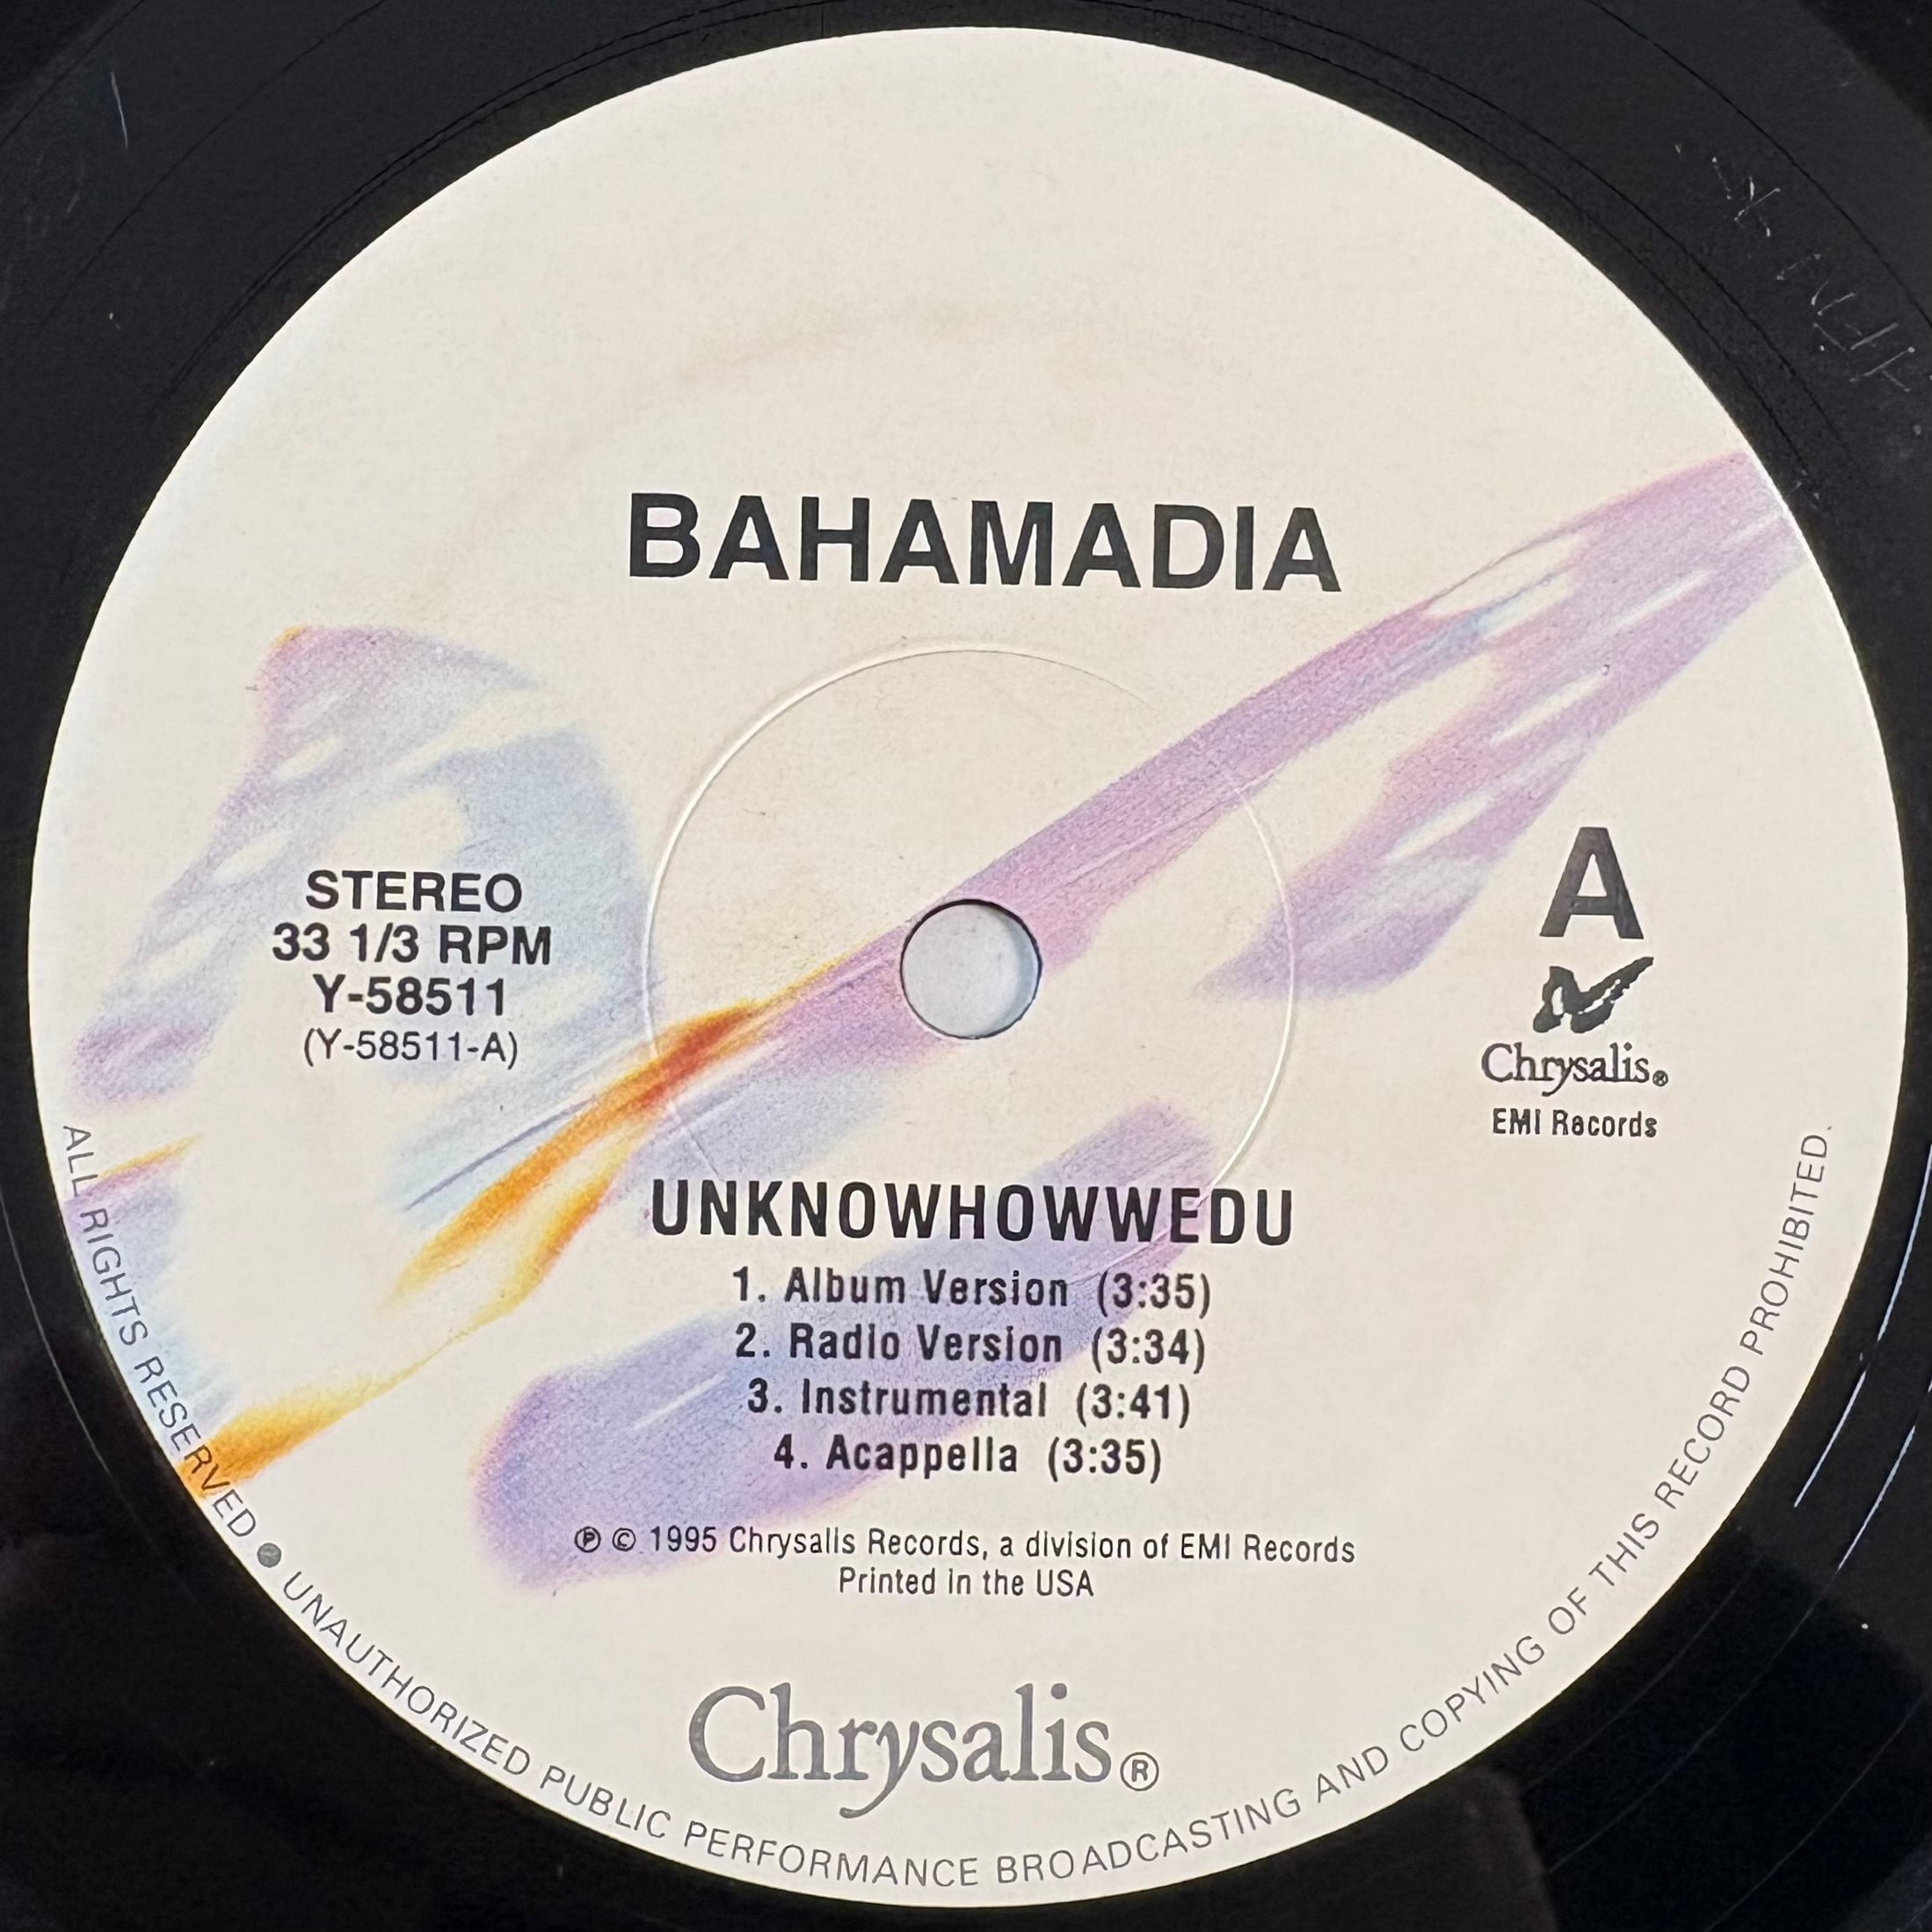 BAHAMADIA
STEREO
33 1/3 RPM
Y-58511
(Y-58511-A)
A
Chrysalis®
EMI Records
UNKNOWHOWWEDU
1. Album Version (3:35)
2. Radio Version (3:34)
3. Instrumental (3:41)
4. Acappella (3:35)
℗ © 1995 Chrysalis Records, a division of EMI Records
Printed in the USA
Chrysalis®
ALL RIGHTS RESERVED ● UNAUTHORIZED PUBLIC PERFORMANCE BROADCASTING AND COPYING OF THIS RECORD PROHIBITED.